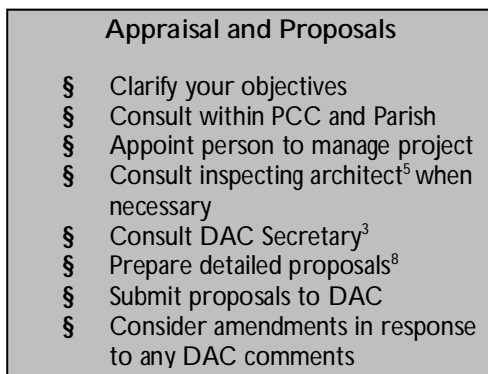 Appraisal and Proposals
§ Clarify your objectives
§ Consult within PCC and Parish
§ Appoint person to manage project
§ Consult inspecting architect⁵ when
necessary
§ Consult DAC Secretary³
§ Prepare detailed proposals⁸
§ Submit proposals to DAC
§ Consider amendments in response
to any DAC comments